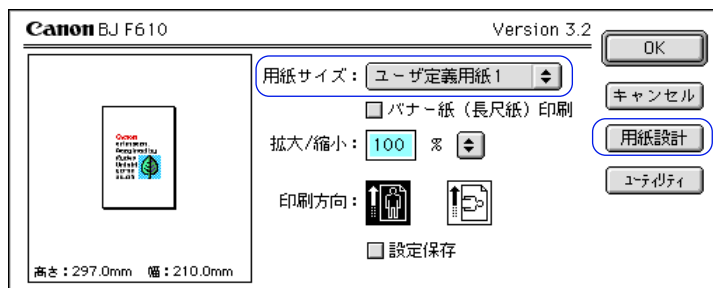 Canon BJ F610
Version 3.2
OK
用紙サイズ：ユーザ定義用紙1
キャンセル
バナー紙（長尺紙）印刷
用紙設計
拡大/縮小：100 %
ユーティリティ
印刷方向：
設定保存
高さ：297.0mm 幅：210.0mm
Canon